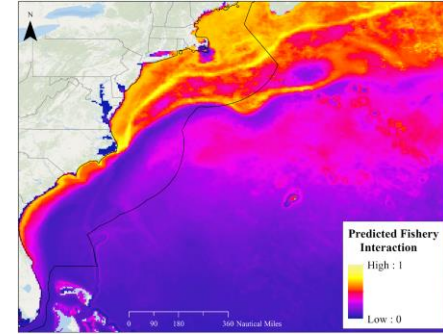 N
Predicted Fishery
Interaction
High : 1
Low : 0
0 90 180 360 Nautical Miles